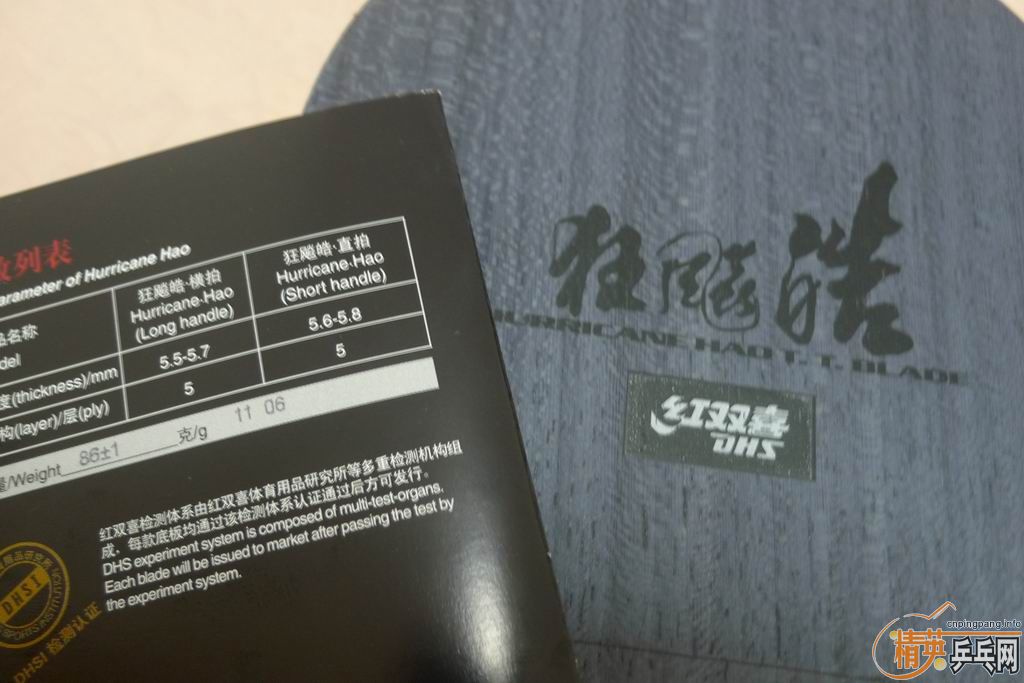 数列表
arameter of Hurricane Hao
品名称
del
狂飚皓·横拍
Hurricane.Hao
(Long handle)
狂飚皓·直拍
Hurricane.Hao
(Short handle)
度(thickness)/mm
5.5-5.7
5.6-5.8
构(layer)/层(ply)
5
5
量/Weight 86±1 克/g 11 06
红双喜检测体系由红双喜体育用品研究所等多重检测机构组
成，每款底板均通过该检测体系认证通过后方可发行。
DHS experiment system is composed of multi-test-organs.
Each blade will be issued to market after passing the test by
the experiment system.
DHSI
DHSI 检测认证
狂飚皓
HURRICANE HAO T.T. BLADE
红双喜
DHS
cnpingpang.info
精英乒乓网